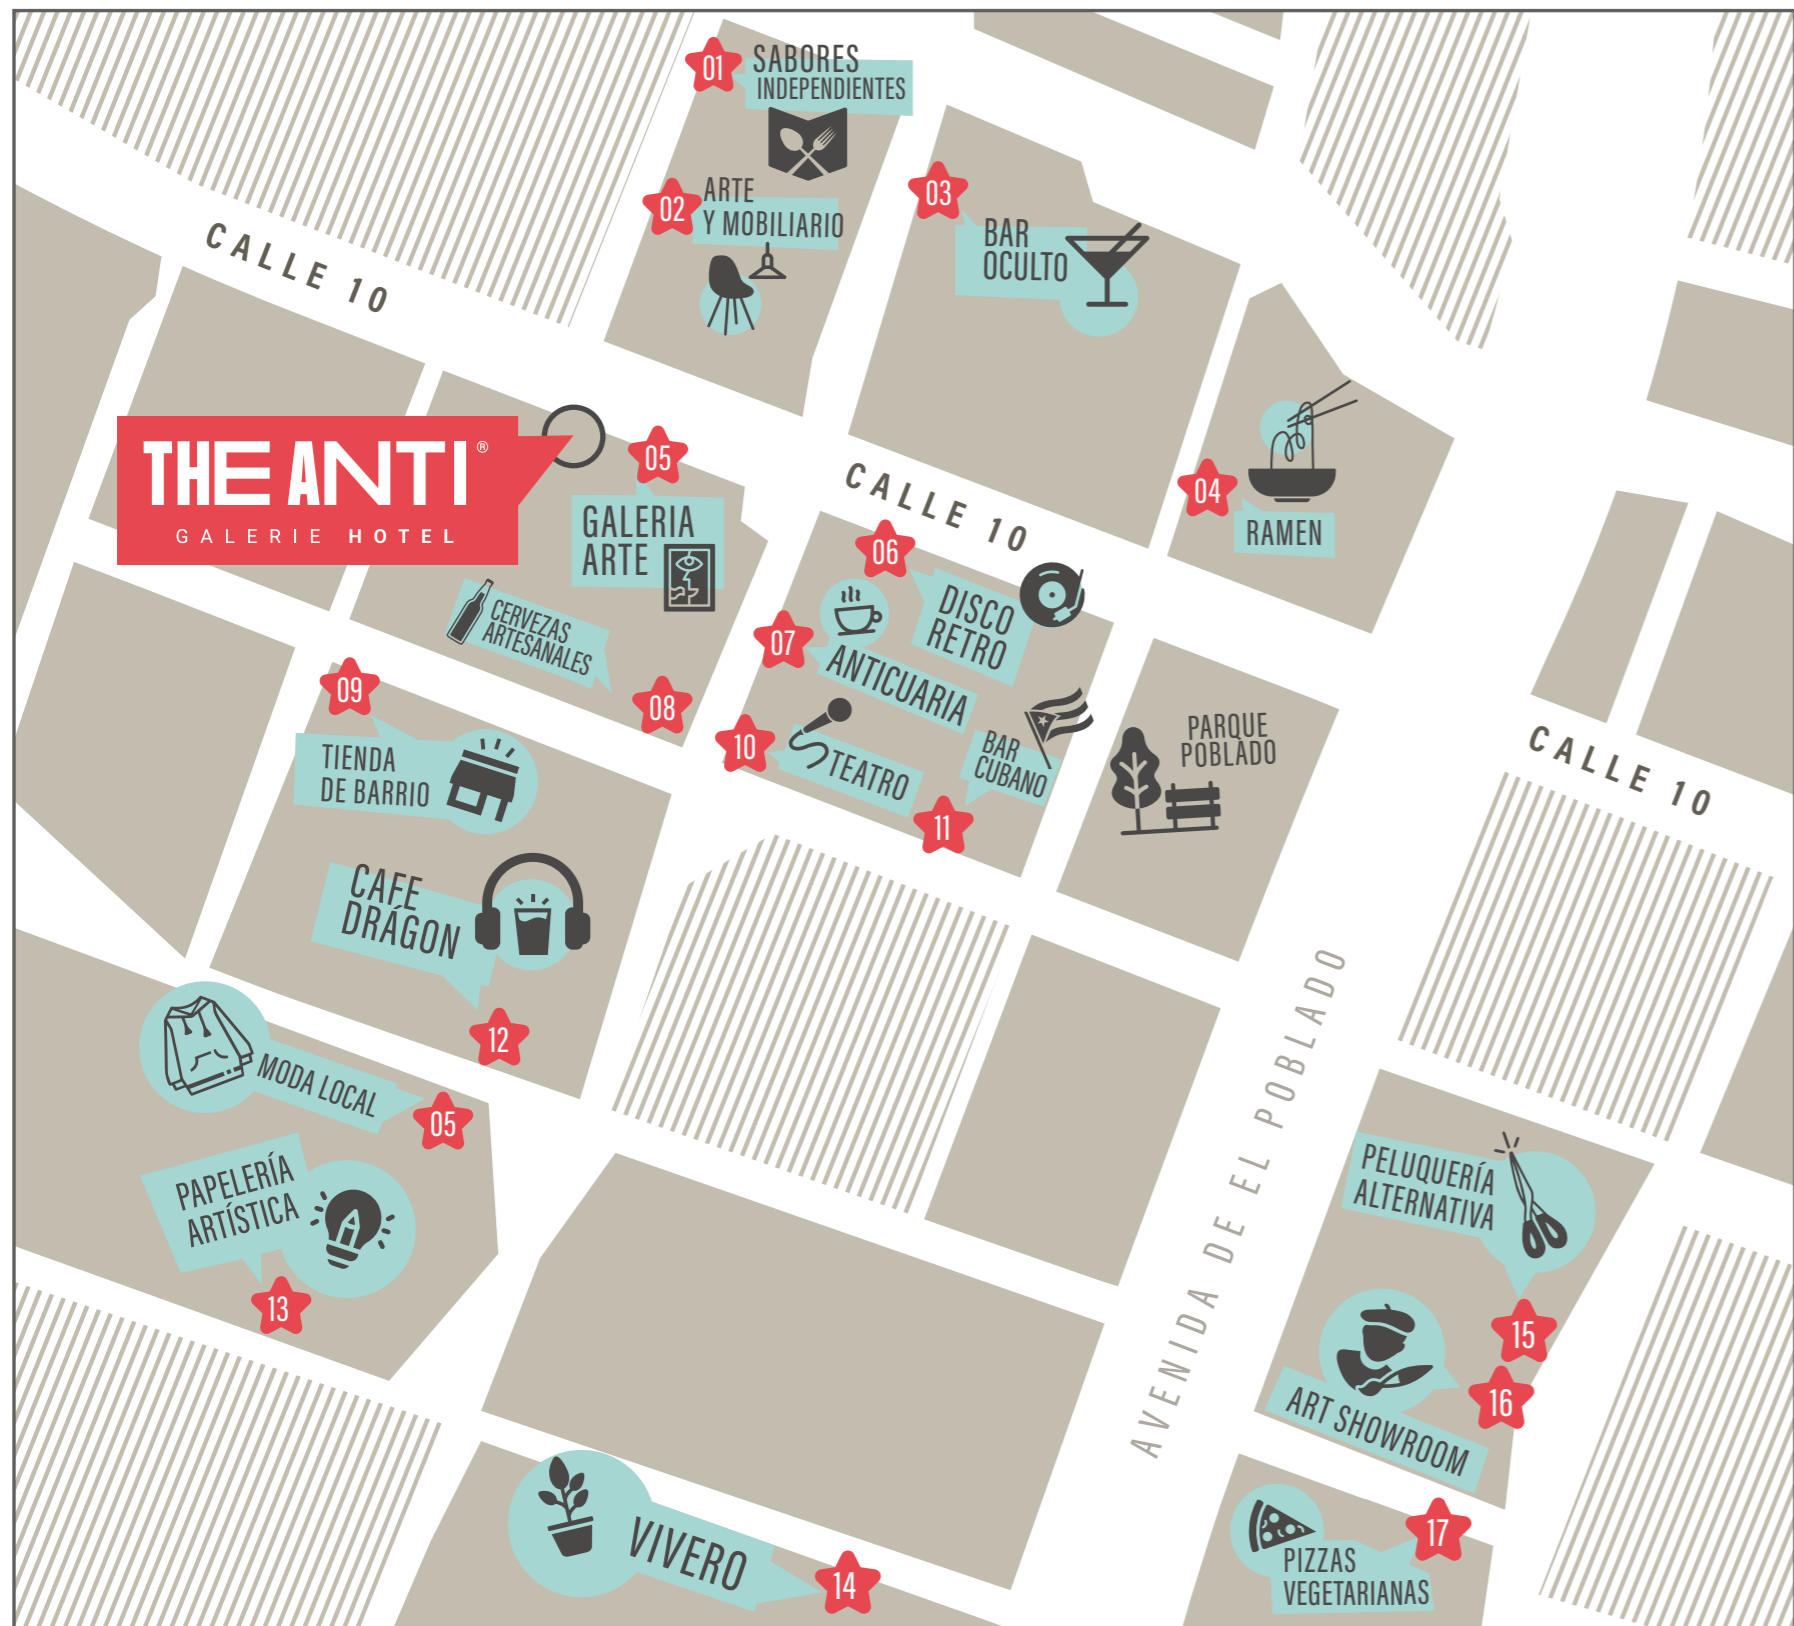 01
SABORES
INDEPENDIENTES
02
ARTE
Y MOBILIARIO
03
BAR
OCULTO
CALLE 10
THE ANTI®
GALERIE HOTEL
05
GALERIA
ARTE
CALLE 10
04
RAMEN
06
DISCO
RETRO
07
ANTICUARIA
CERVEZAS
ARTESANALES
08
09
TIENDA
DE BARRIO
10
TEATRO
BAR
CUBANO
11
PARQUE
POBLADO
CALLE 10
CAFE
DRÁGON
12
MODA LOCAL
05
PAPELERÍA
ARTÍSTICA
13
AVENIDA DE EL POBLADO
PELUQUERÍA
ALTERNATIVA
15
16
ART SHOWROOM
VIVERO
14
17
PIZZAS
VEGETARIANAS